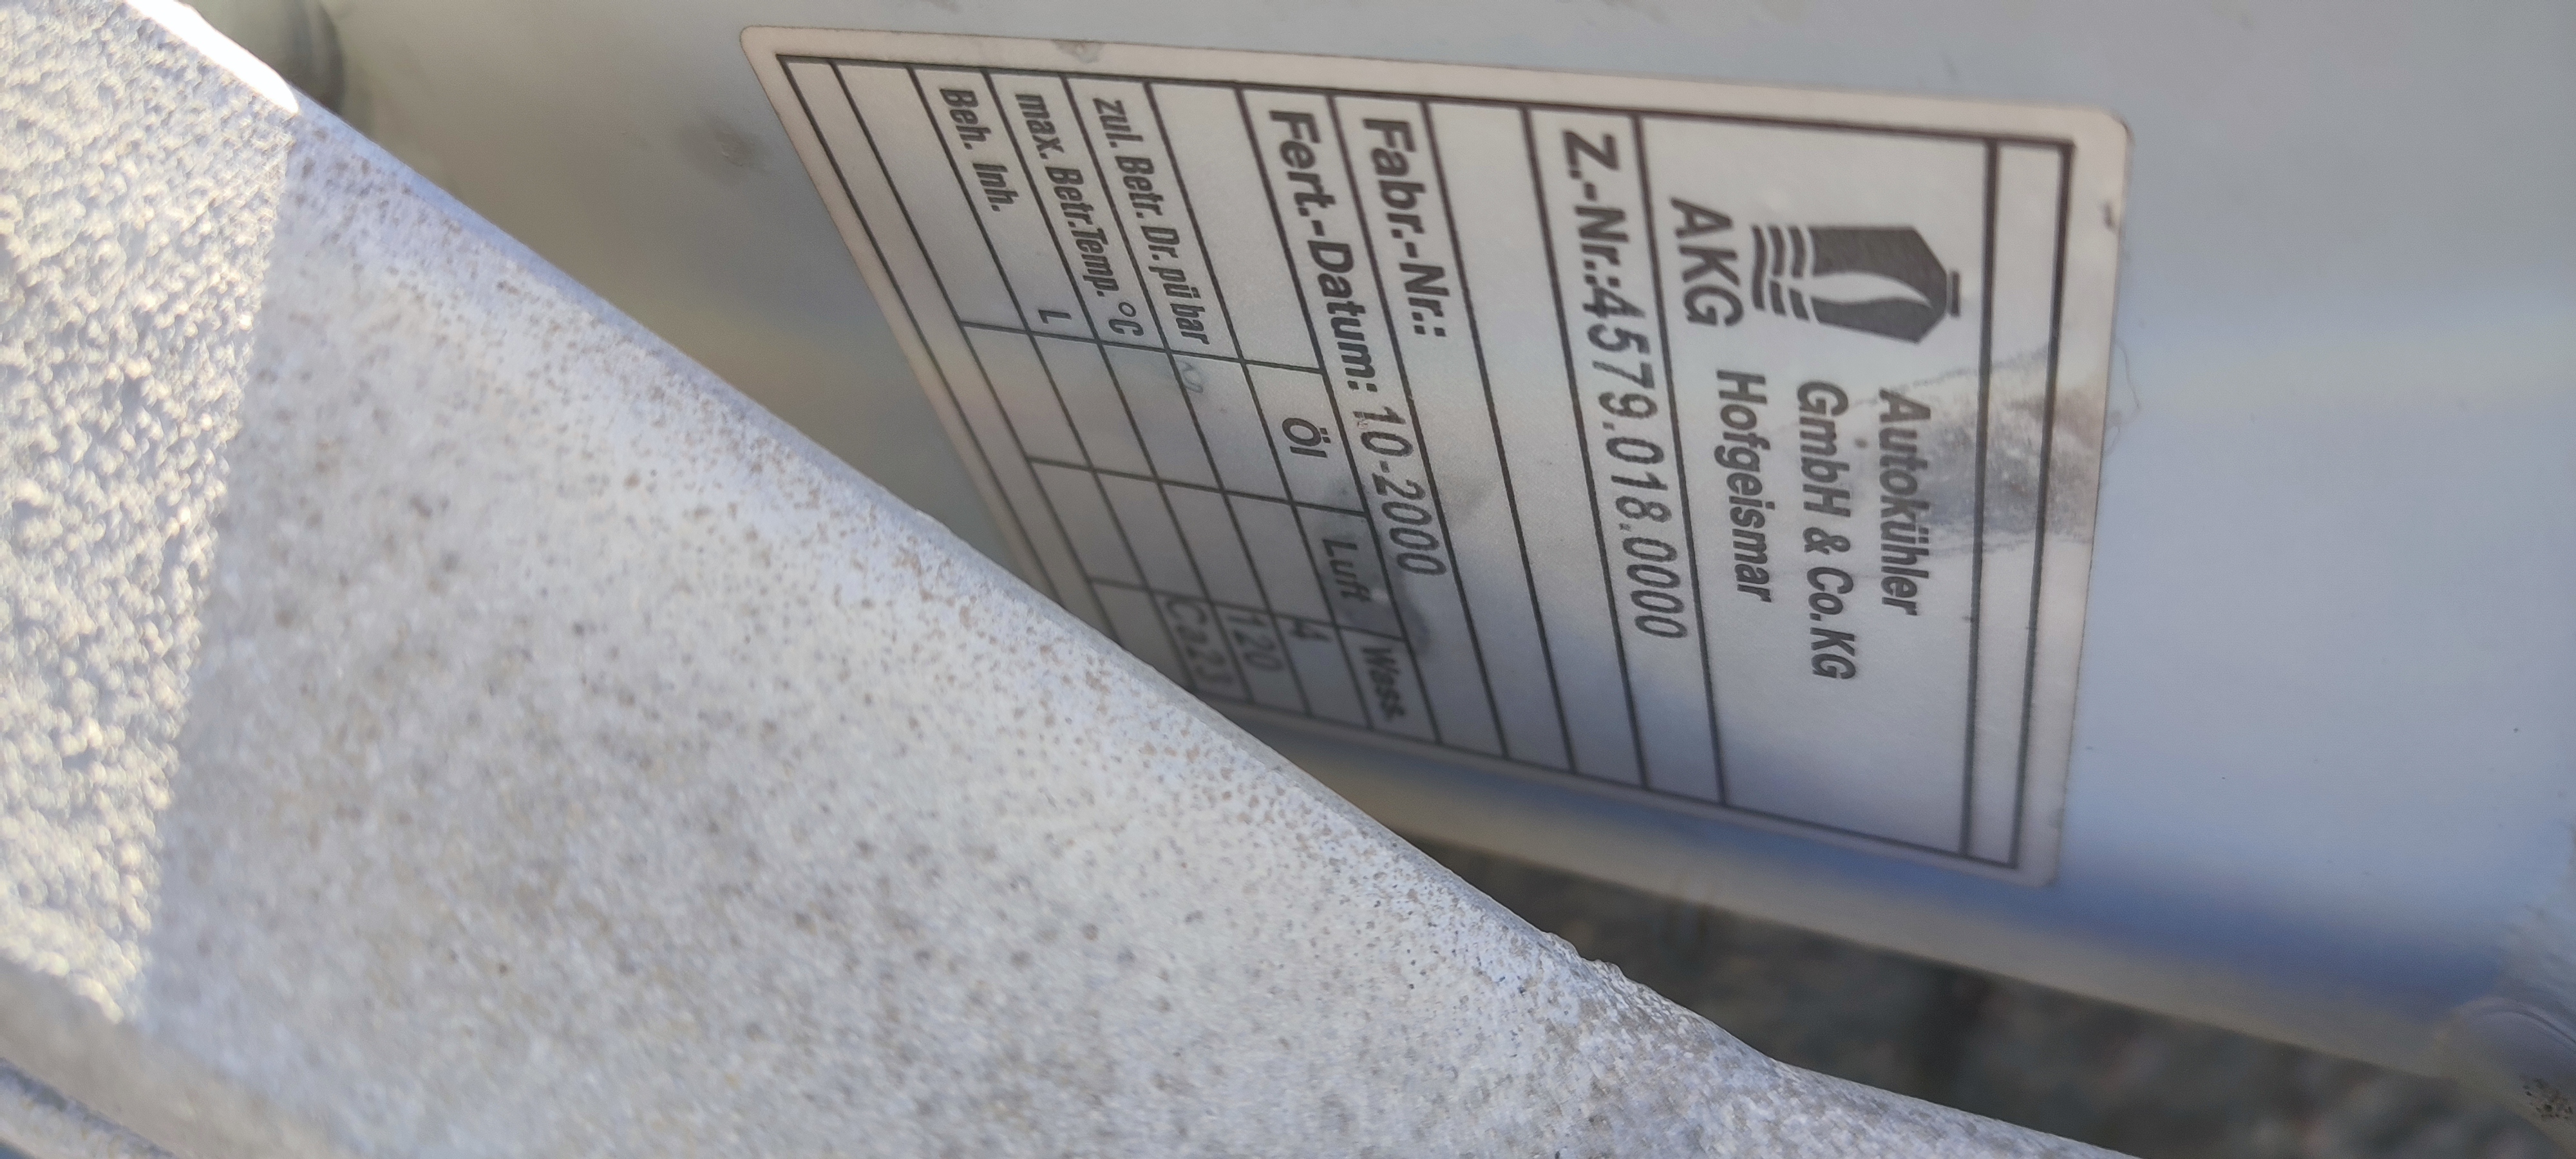 AKG
Autokühler
GmbH & Co.KG
Hofgeismar
Z.-Nr.:4579.018.0000
Fabr.-Nr.:
Fert.-Datum: 10-2000
Öl Luft Wass.
zul. Betr. Dr. pü bar 4
max. Betr.Temp. °C 120
Beh. Inh. L